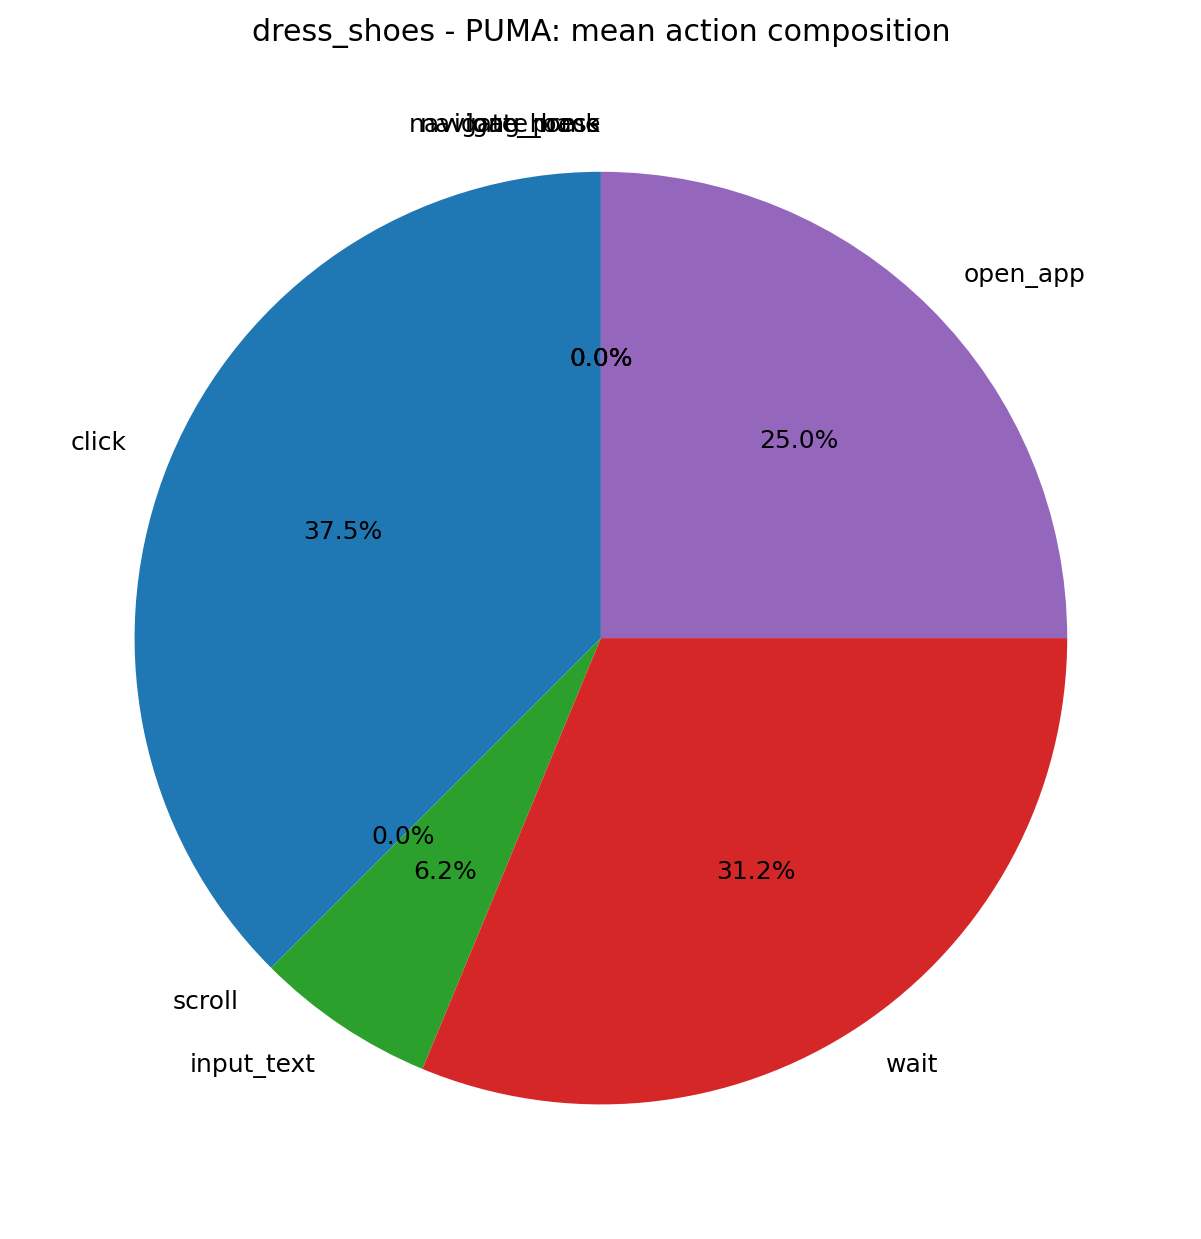 dress_shoes - PUMA: mean action composition
open_app
0.0%
25.0%
click
37.5%
0.0%
6.2%
31.2%
scroll
input_text
wait